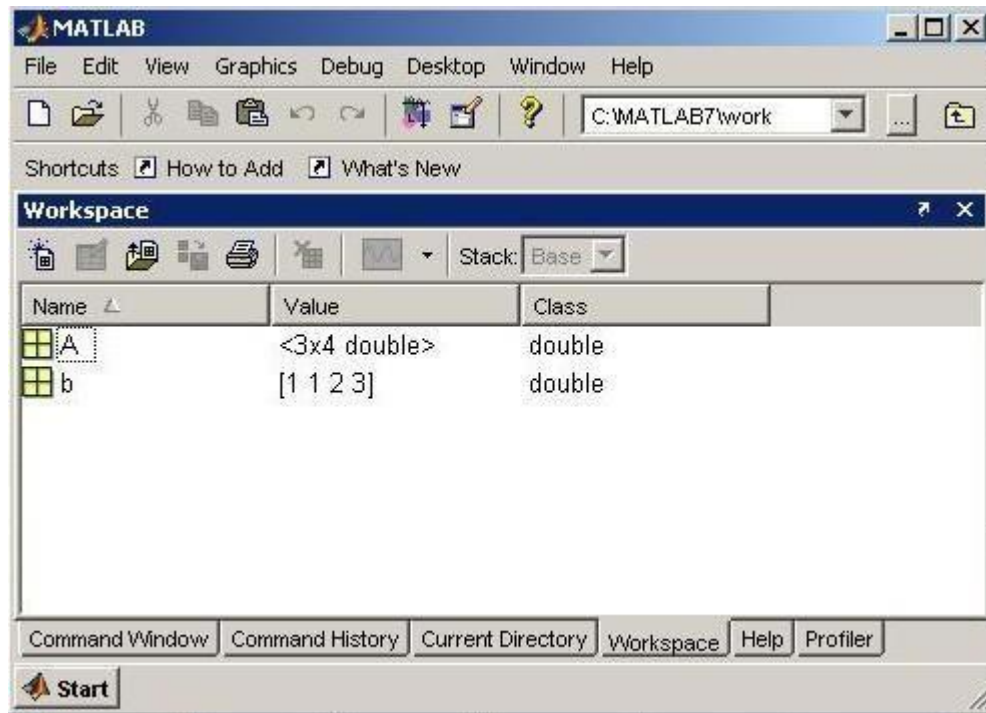 MATLAB
File Edit View Graphics Debug Desktop Window Help
C:\MATLAB7\work ...
Shortcuts How to Add What's New
Workspace
Stack: Base
Name Value Class
A <3x4 double> double
b [1 1 2 3] double
Command Window Command History Current Directory Workspace Help Profiler
Start